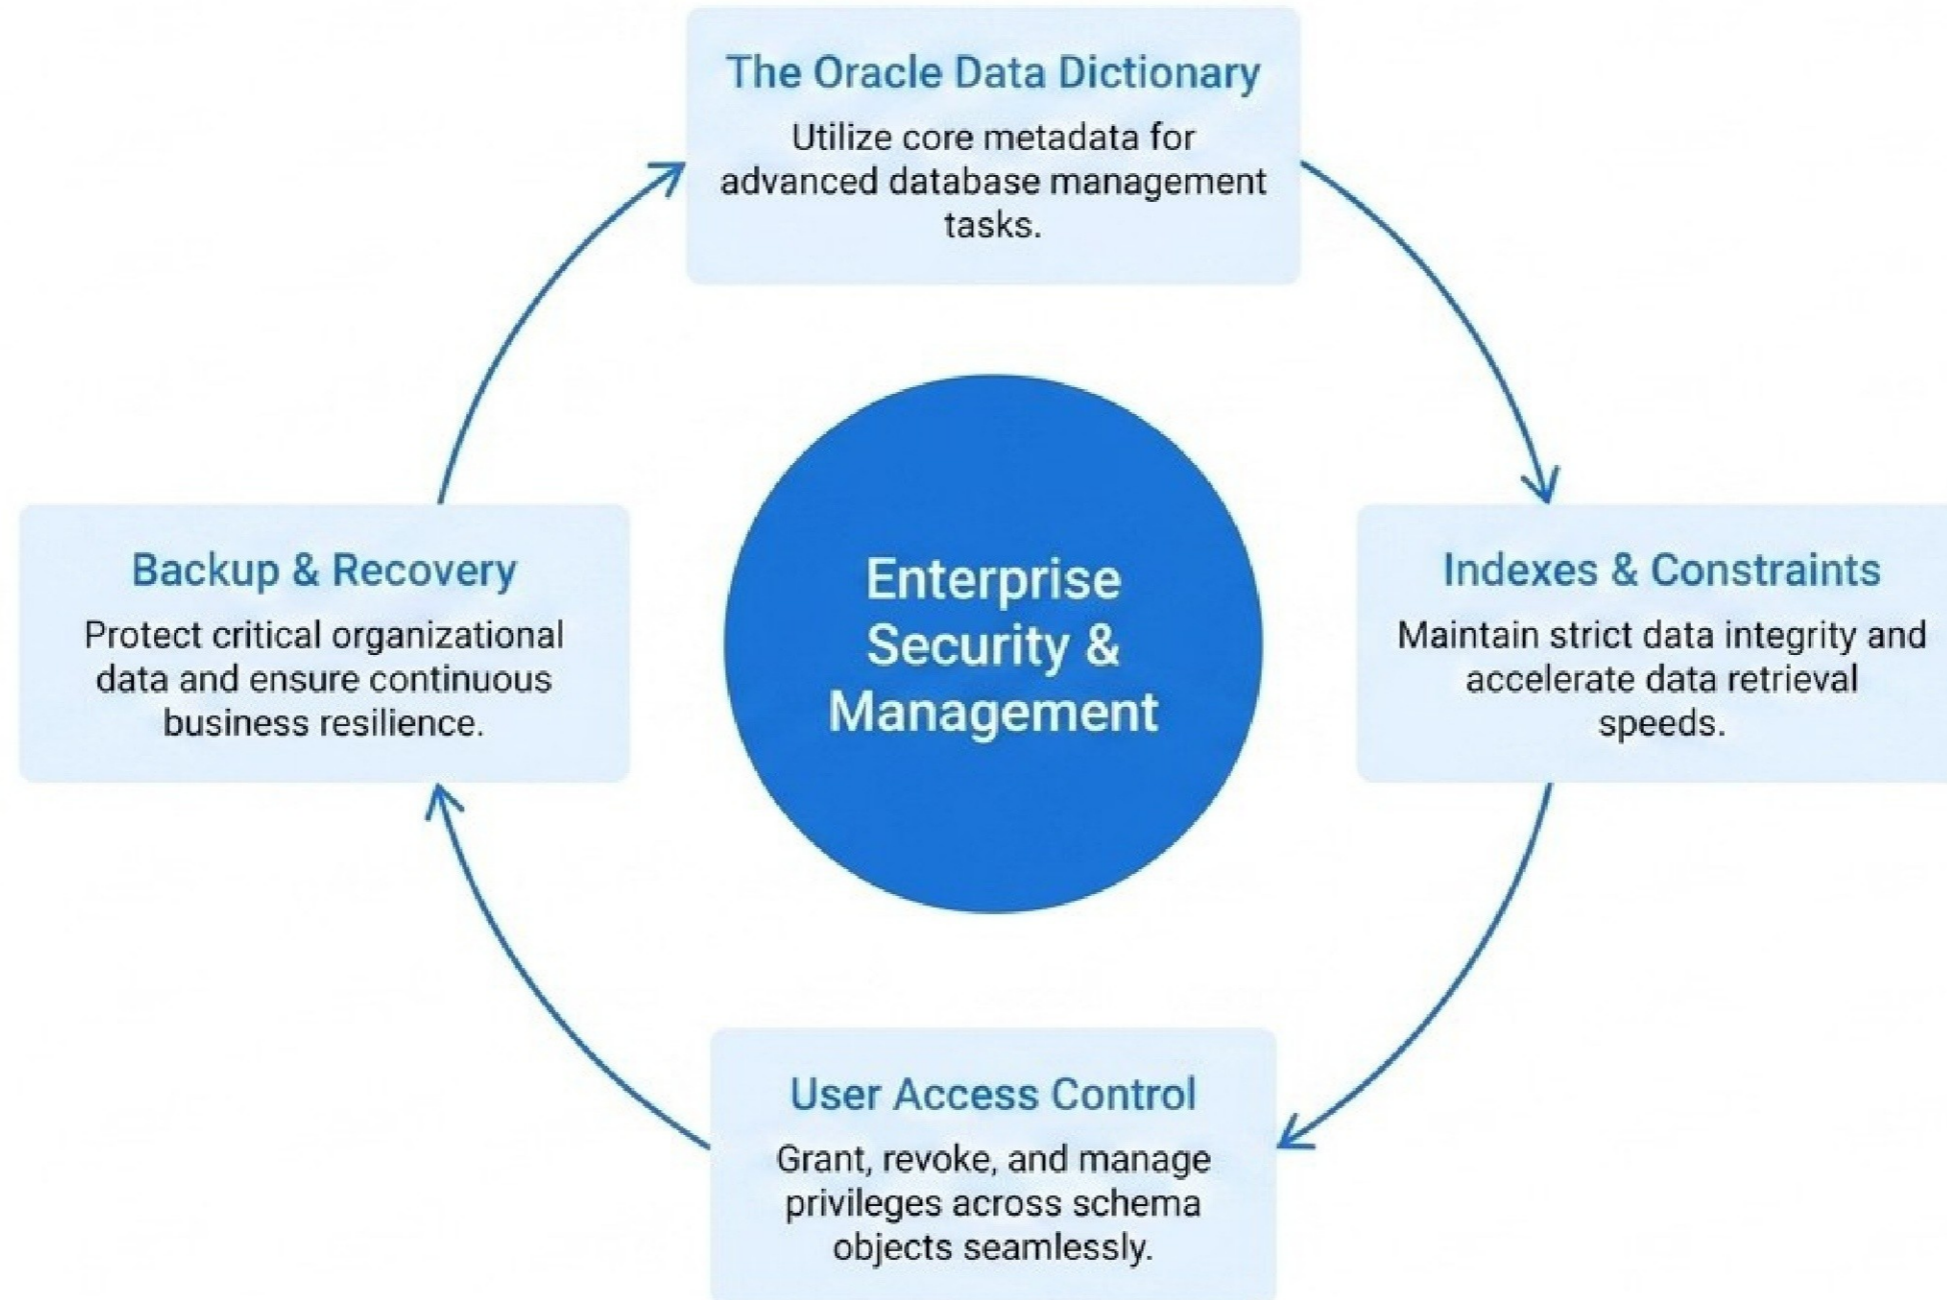 The Oracle Data Dictionary
Utilize core metadata for
advanced database management
tasks.
Backup & Recovery
Protect critical organizational
data and ensure continuous
business resilience.
Enterprise
Security &
Management
Indexes & Constraints
Maintain strict data integrity and
accelerate data retrieval
speeds.
User Access Control
Grant, revoke, and manage
privileges across schema
objects seamlessly.